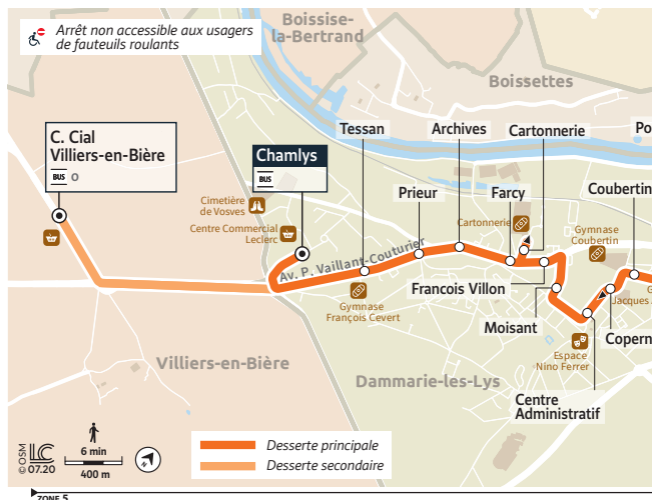 Arrêt non accessible aux usagers
de fauteuils roulants
Boissise-
la-Bertrand
Boissettes
C. Cial
Villiers-en-Bière
BUS O
Chamlys
BUS
Tessan
Archives
Cartonnerie
Prieur
Farcy
Coubertin
Cimetière
de Vosves
Centre Commercial
Leclerc
Cartonnerie
Gymnase
Coubertin
Av. P. Vaillant-Couturier
Francois Villon
Gymnase
François Cevert
Moisant
Jacques
Copern
Espace
Nino Ferrer
Villiers-en-Bière
Dammarie-les-Lys
Centre
Administratif
© OSM
LC
07.20
6 min
400 m
Desserte principale
Desserte secondaire
ZONE 5